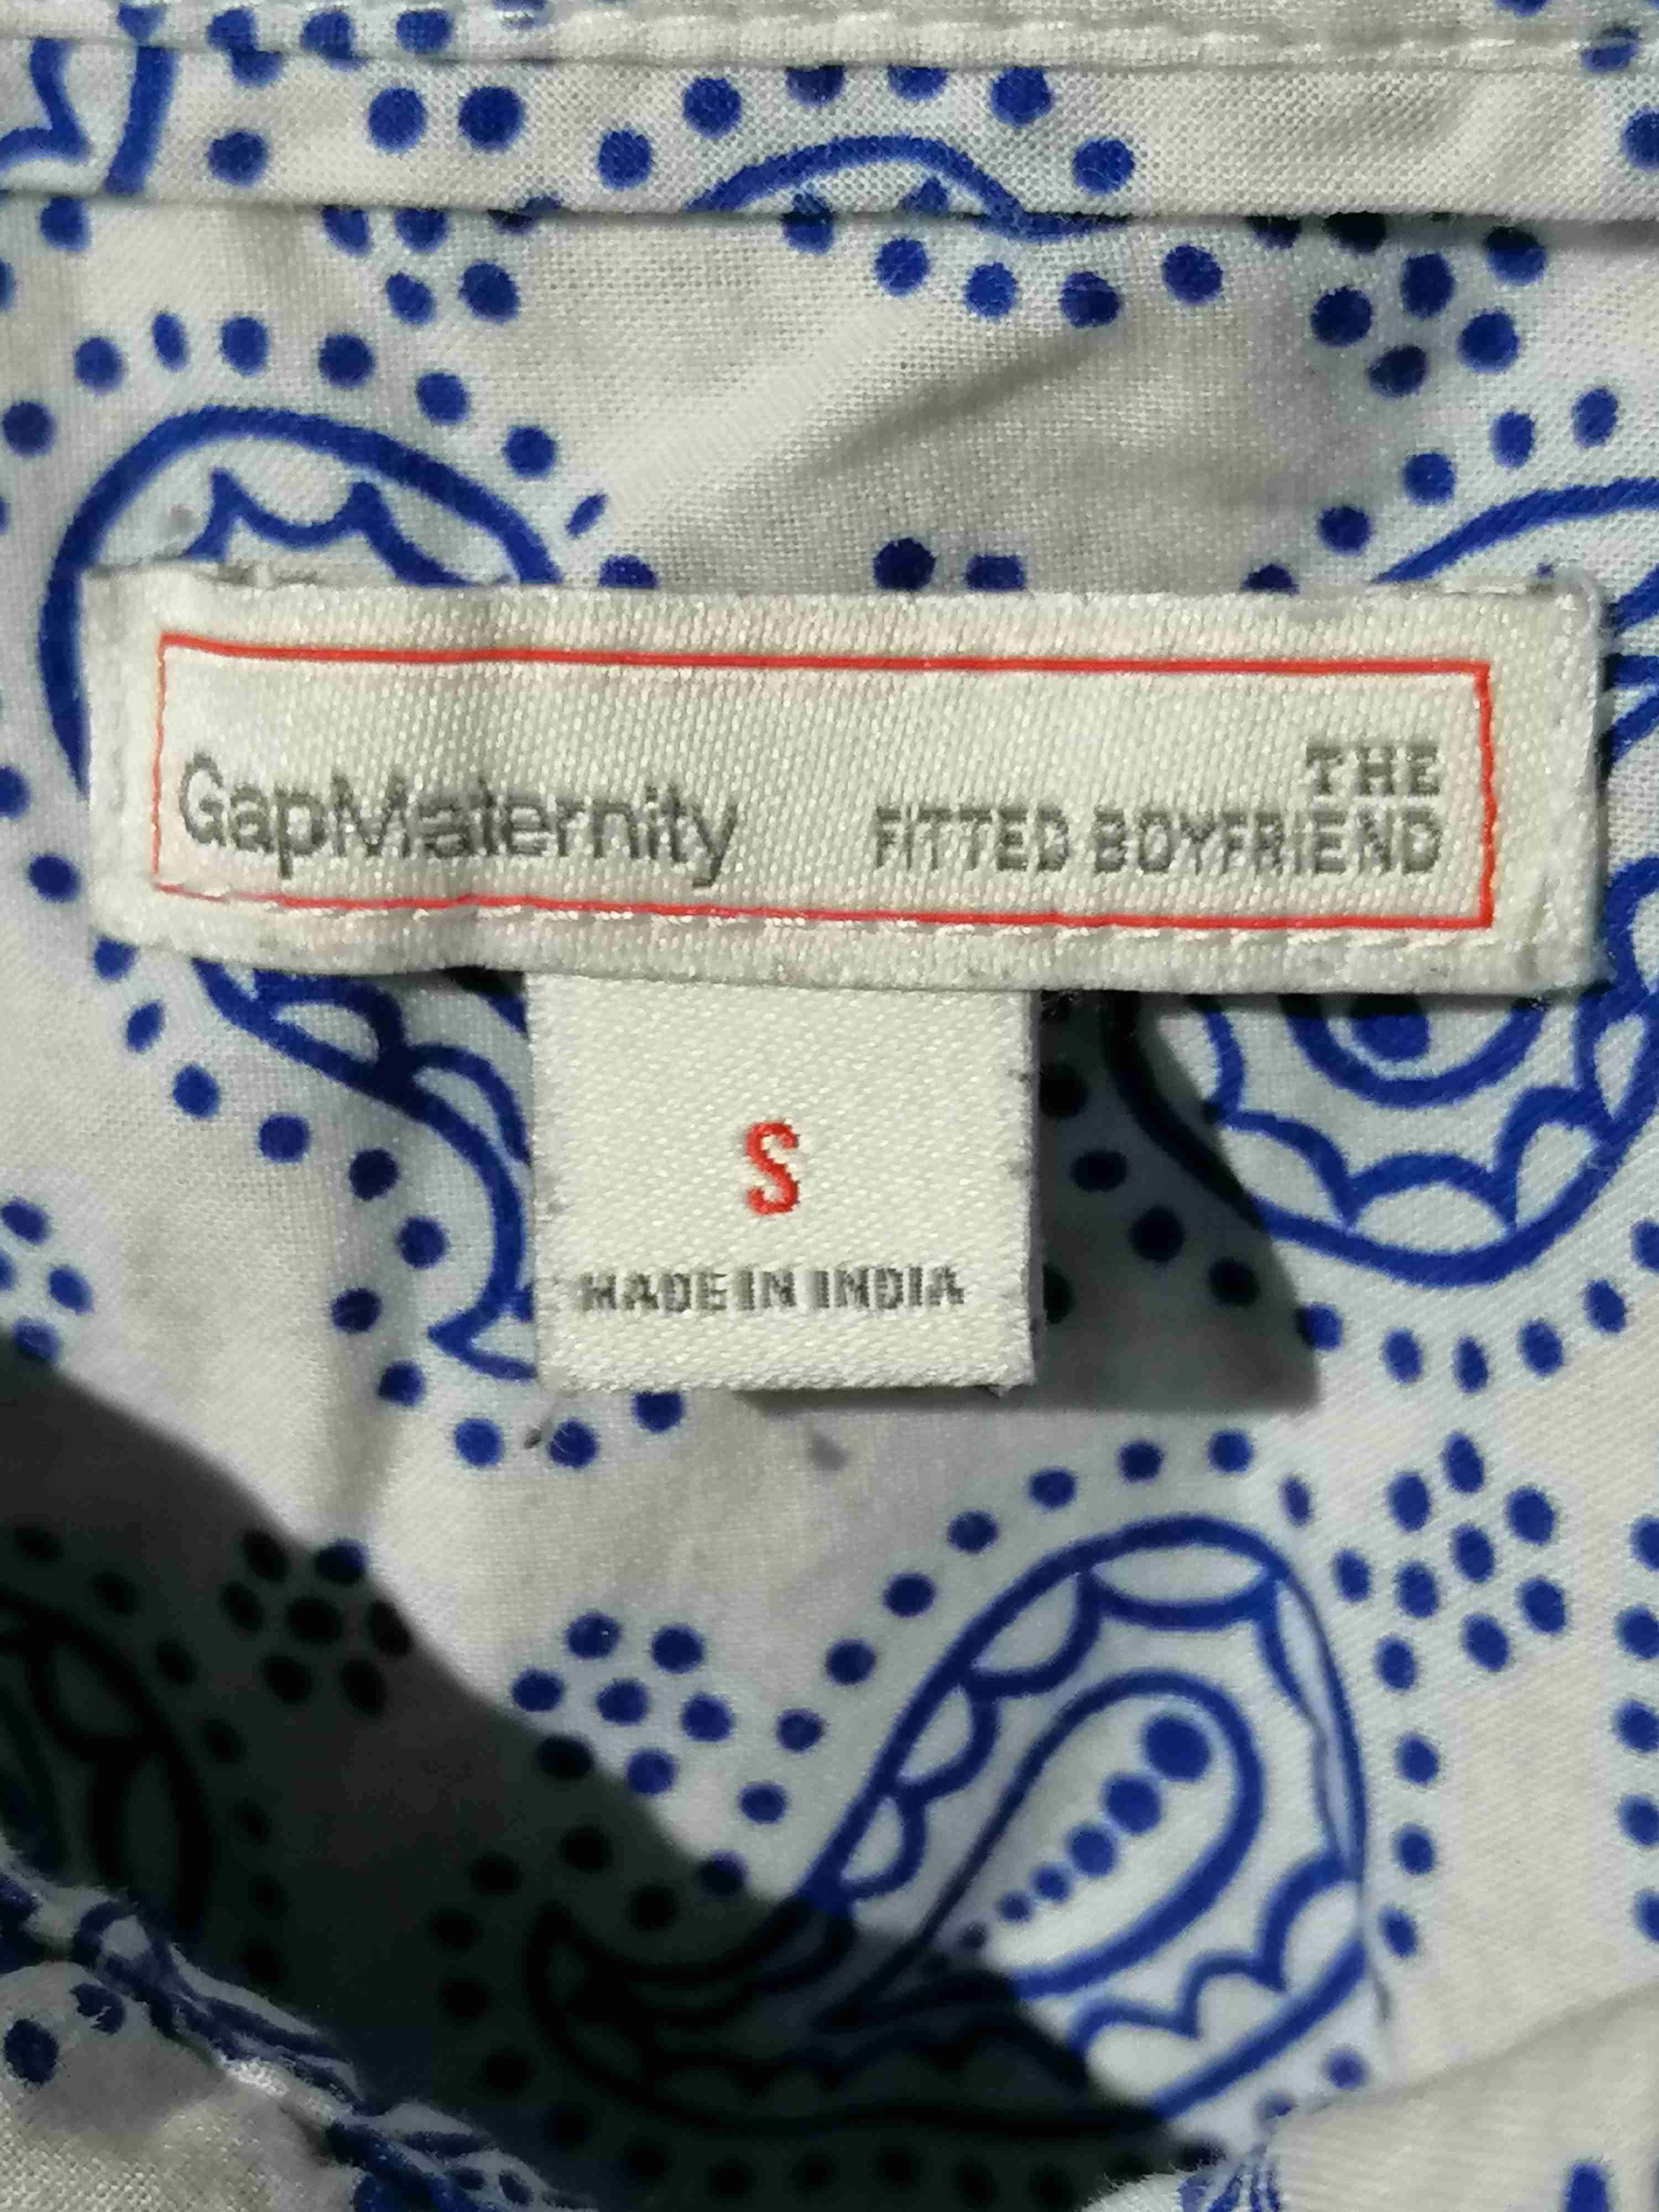 GapMaternity
THE
FITTED BOYFRIEND
S
MADE IN INDIA